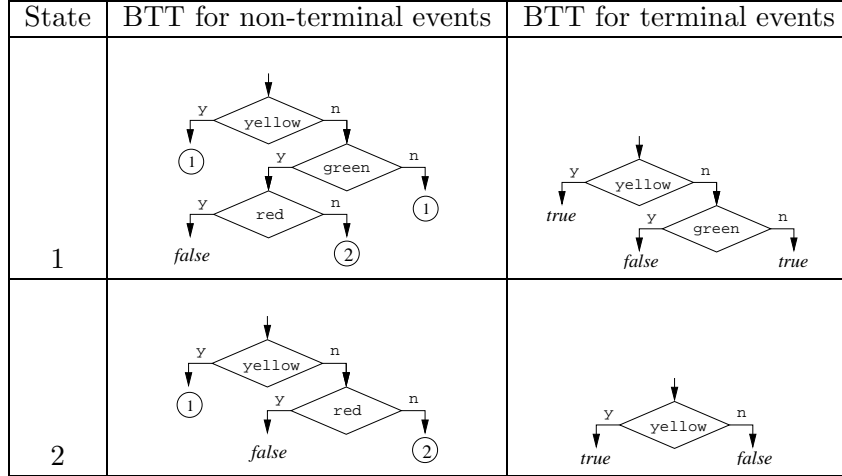 State BTT for non-terminal events BTT for terminal events
y yellow n
1 y green n
y red n 1
false 2
y yellow n
true y green n
false true
1
y yellow n
1 y red n
false 2
y yellow n
true false
2